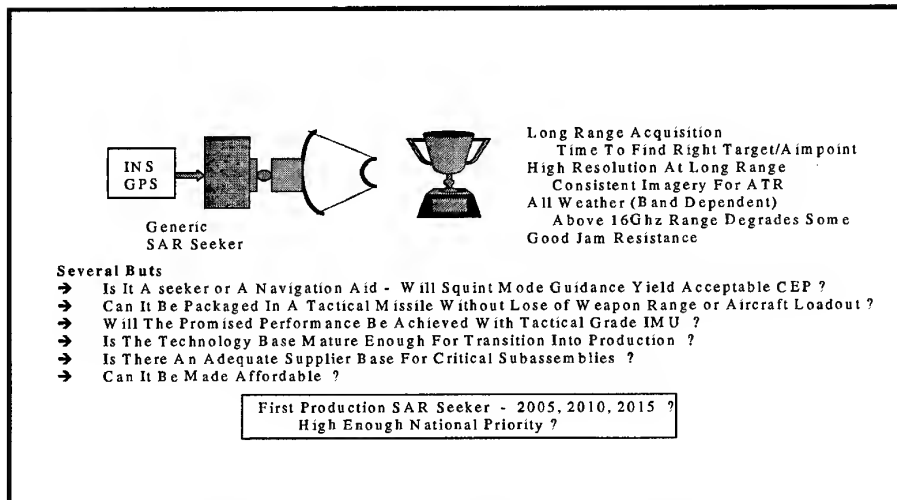 INS
GPS
Generic
SAR Seeker
Long Range Acquisition
Time To Find Right Target/Aimpoint
High Resolution At Long Range
Consistent Imagery For ATR
All Weather (Band Dependent)
Above 16Ghz Range Degrades Some
Good Jam Resistance
Several Buts
→ Is It A seeker or A Navigation Aid - Will Squint Mode Guidance Yield Acceptable CEP ?
→ Can It Be Packaged In A Tactical Missile Without Lose of Weapon Range or Aircraft Loadout ?
→ Will The Promised Performance Be Achieved With Tactical Grade IMU ?
→ Is The Technology Base Mature Enough For Transition Into Production ?
→ Is There An Adequate Supplier Base For Critical Subassemblies ?
→ Can It Be Made Affordable ?
First Production SAR Seeker - 2005, 2010, 2015 ?
High Enough National Priority ?